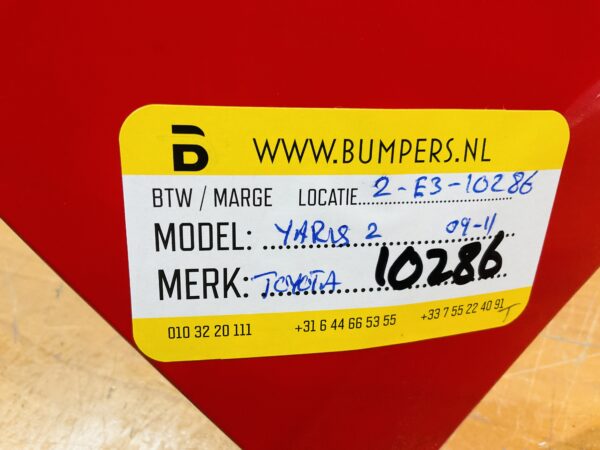 B WWW.BUMPERS.NL
BTW / MARGE LOCATIE 2-E3-10286
MODEL: YARIS 2 09-11
MERK: TOYOTA 10286
010 32 20 111 +31 6 44 66 53 55 +33 7 55 22 40 91
T